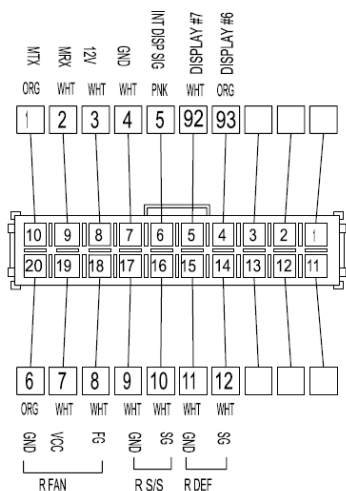 MTX MRX 12V GND INT DISP SIG DISPLAY #7 DISPLAY #6
ORG WHT WHT WHT PNK WHT ORG
1 2 3 4 5 92 93
10 9 8 7 6 5 4 3 2 1
20 19 18 17 16 15 14 13 12 11
6 7 8 9 10 11 12
ORG WHT WHT WHT WHT WHT WHT
GND VCC FG GND SG GND SG
R FAN R S/S R DEF